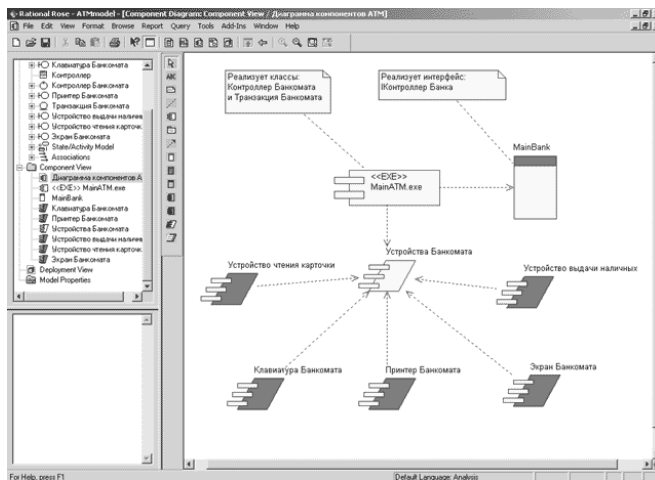 Rational Rose - ATMmodel - [Component Diagram: Component View / Диаграмма компонентов ATM]
File Edit View Format Browse Report Query Tools Add-Ins Window Help
Клавиатура Банкомата
Контроллер
Контроллер Банкомата
Принтер Банкомата
Транзакция Банкомата
Устройство выдачи наличн
Устройство чтения карточк
Экран Банкомата
State/Activity Model
Associations
Component View
Диаграмма компонентов А
<<EXE>> MainATM.exe
MainBank
Клавиатура Банкомата
Принтер Банкомата
Устройства Банкомата
Устройство выдачи наличн
Устройство чтения карточк
Экран Банкомата
Deployment View
Model Properties
ABC
Реализует классы:
Контроллер Банкомата
и Транзакция Банкомата
Реализует интерфейс:
IКонтроллер Банка
MainBank
<<EXE>>
MainATM.exe
Устройства Банкомата
Устройство чтения карточки
Устройство выдачи наличных
Клавиатура Банкомата
Принтер Банкомата
Экран Банкомата
For Help, press F1
Default Language: Analysis